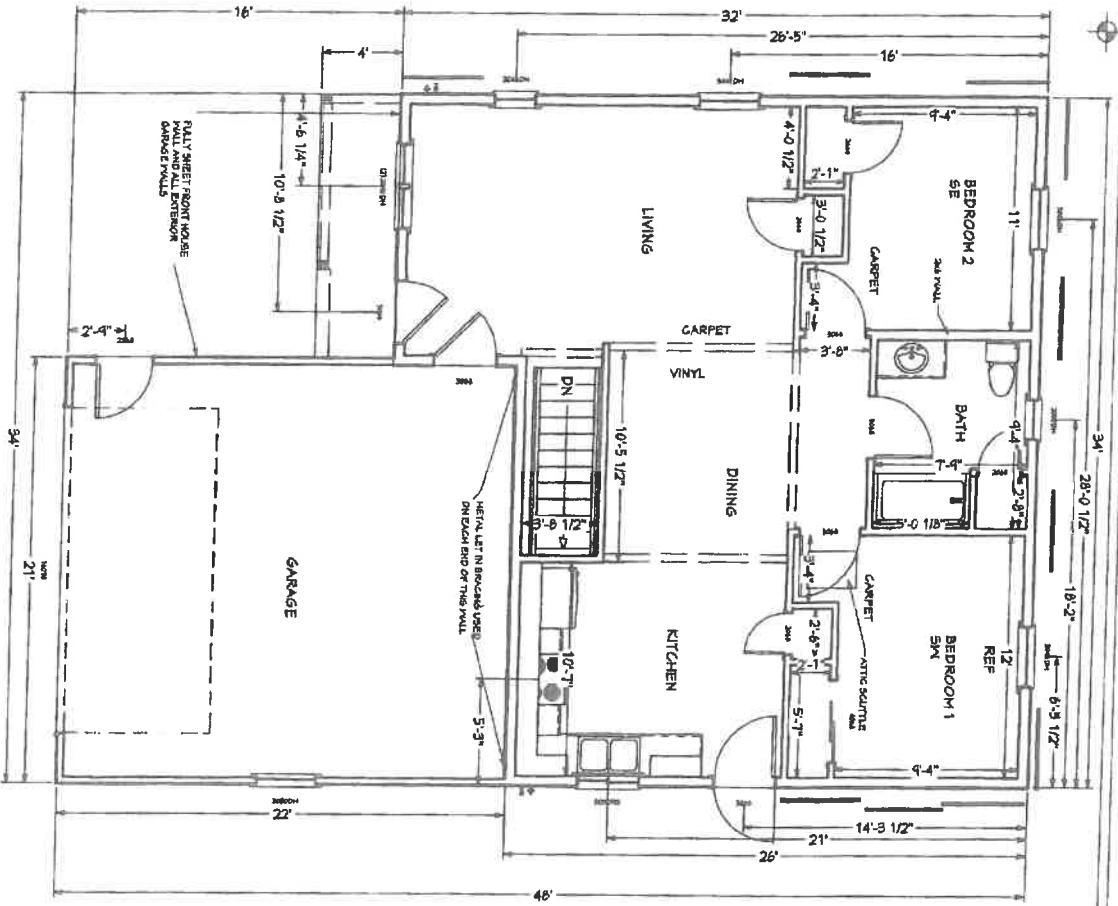 16'
32'
26'-5"
16'
4'
4'-6 1/4"
10'-8 1/2"
FULLY SHEET FRONT HOUSE
WALL AND ALL EXTERIOR
GARAGE WALLS
4'-0 1/2"
2'-1"
9'-4"
11'
BEDROOM 2
SE
3'-0 1/2"
LIVING
CARPET
2X6 WALL
3'-4"
3068
CARPET
3'-8"
VINYL
2'-9"
DN
10'-5 1/2"
DINING
BATH
9'-4
7'-9"
2'-8"
5'-0 1/8"
34'
28'-0 1/2"
18'-2"
6'-5 1/2"
3'-8 1/2"
METAL LET IN BRACING USED
ON EACH END OF THIS WALL
3'-4"
CARPET
ATTIC SCUTTLE
BEDROOM 1
SW
12'
REF
GARAGE
KITCHEN
2'-6"
2'-1"
10'-7"
5'-3"
5'-7"
9'-4"
34'
21'
22'
14'-3 1/2"
21'
26'
48'